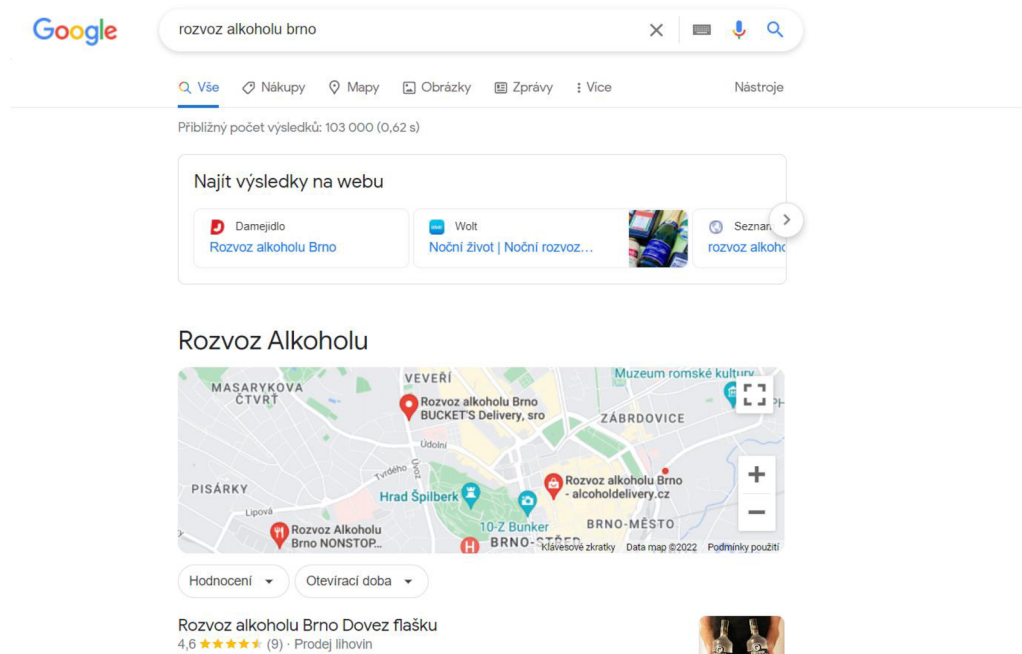 Google
rozvoz alkoholu brno
Vše
Nákupy
Mapy
Obrázky
Zprávy
Více
Nástroje
Přibližný počet výsledků: 103 000 (0,62 s)
Najít výsledky na webu
Damejidlo
Rozvoz alkoholu Brno
Wolt
Noční život | Noční rozvoz...
Seznam
rozvoz alkoho
Rozvoz Alkoholu
Muzeum romské kultury
VEVEŘÍ
MASARYKOVA
ČTVRŤ
Rozvoz alkoholu Brno
BUCKET'S Delivery, sro
ZÁBRDOVICE
Údolní
Tvrdého
Úvoz
PISÁRKY
Hrad Špilberk
Rozvoz alkoholu Brno
- alcoholdelivery.cz
Lipová
10-Z Bunker
BRNO-MĚSTO
Rozvoz Alkoholu
Brno NONSTOP...
BRNO-STŘED
Klávesové zkratky
Data map ©2022
Podmínky použití
Hodnocení
Otevírací doba
Rozvoz alkoholu Brno Dovez flašku
4,6 (9) · Prodej lihovin